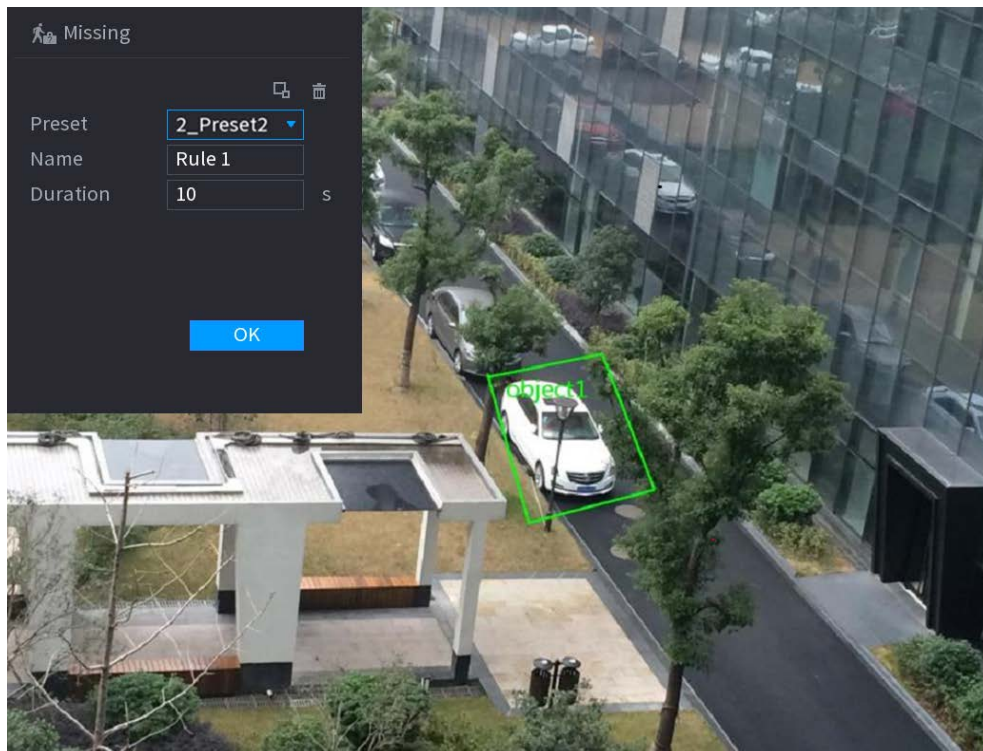 Missing
Preset 2_Preset2
Name Rule 1
Duration 10 s
OK
object1